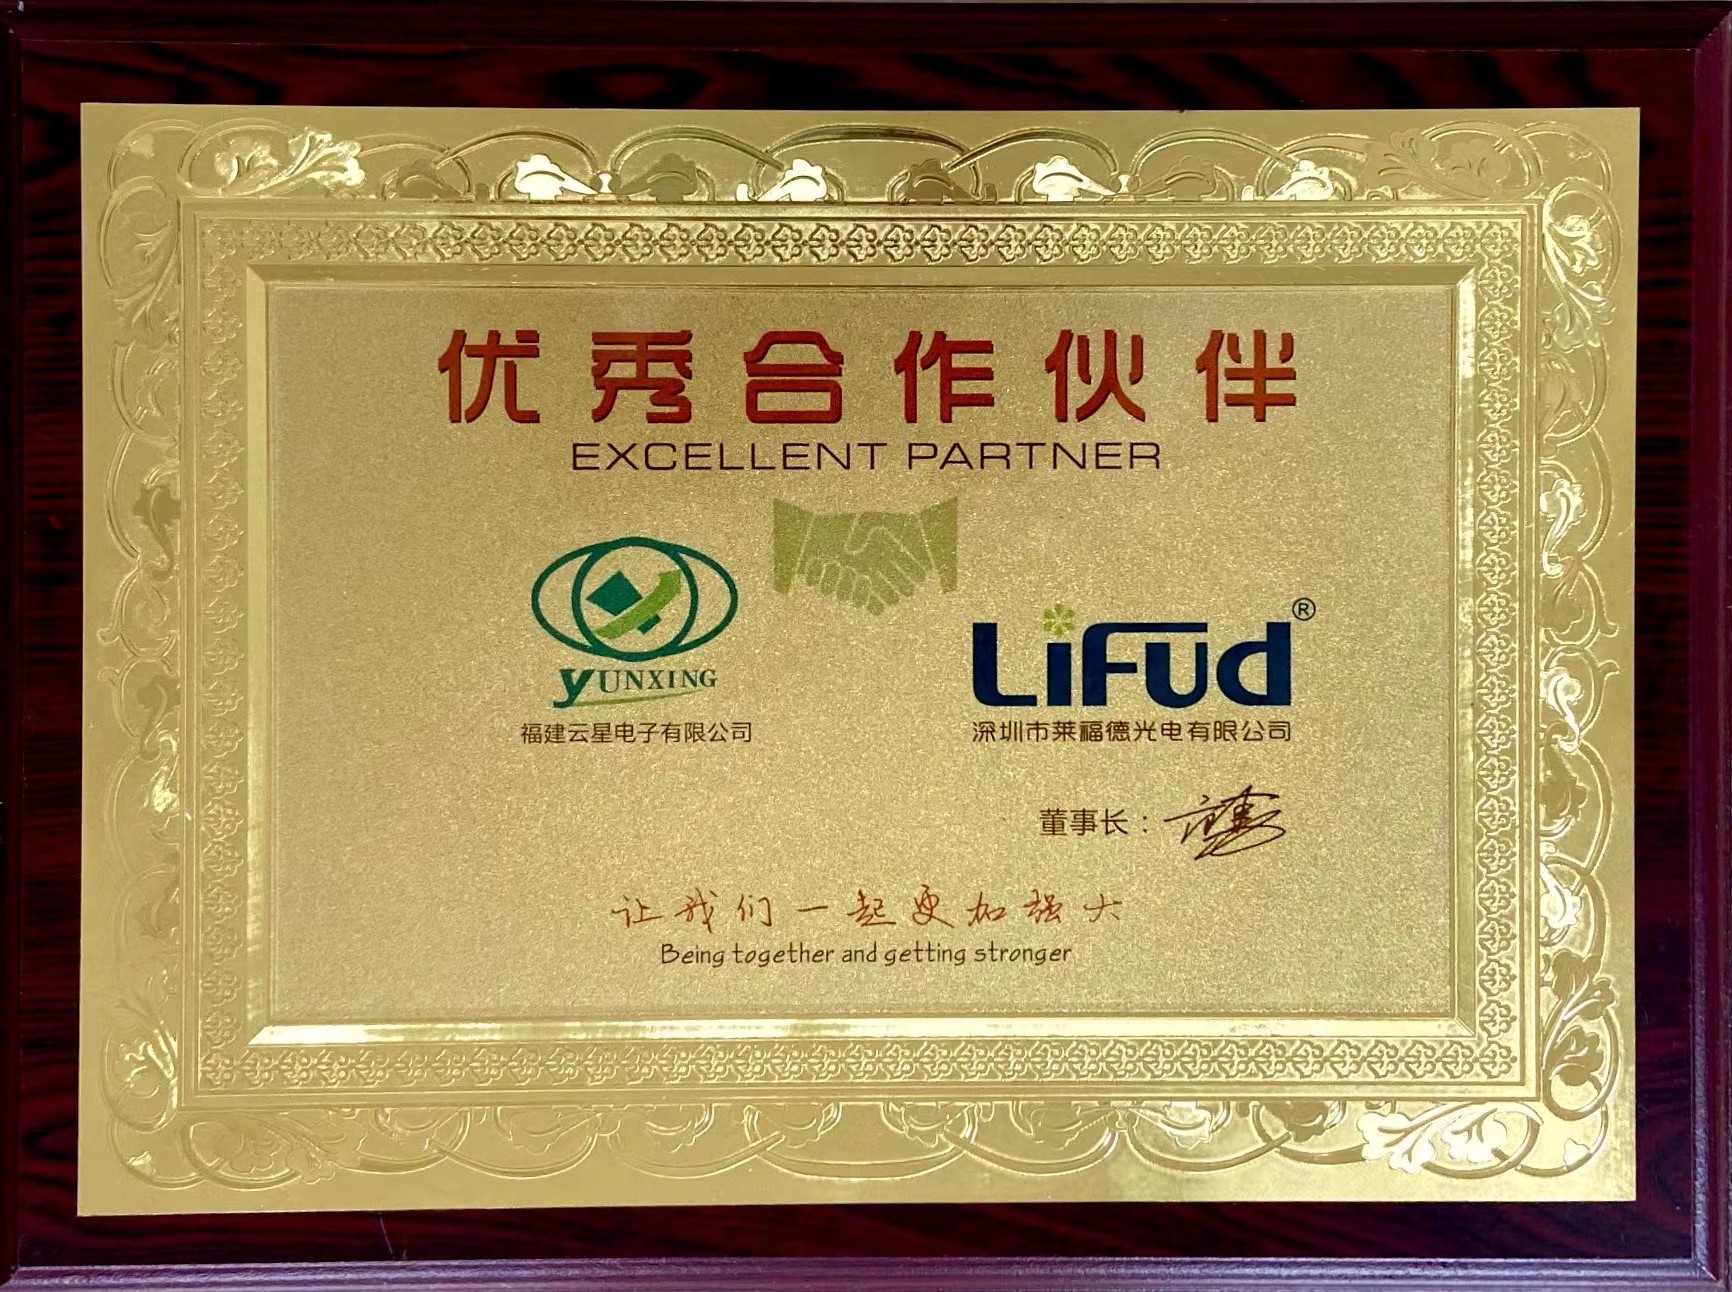 优秀合作伙伴
EXCELLENT PARTNER
YUNXING
LiFud®
福建云星电子有限公司
深圳市莱福德光电有限公司
董事长：
让我们一起更加强大
Being together and getting stronger